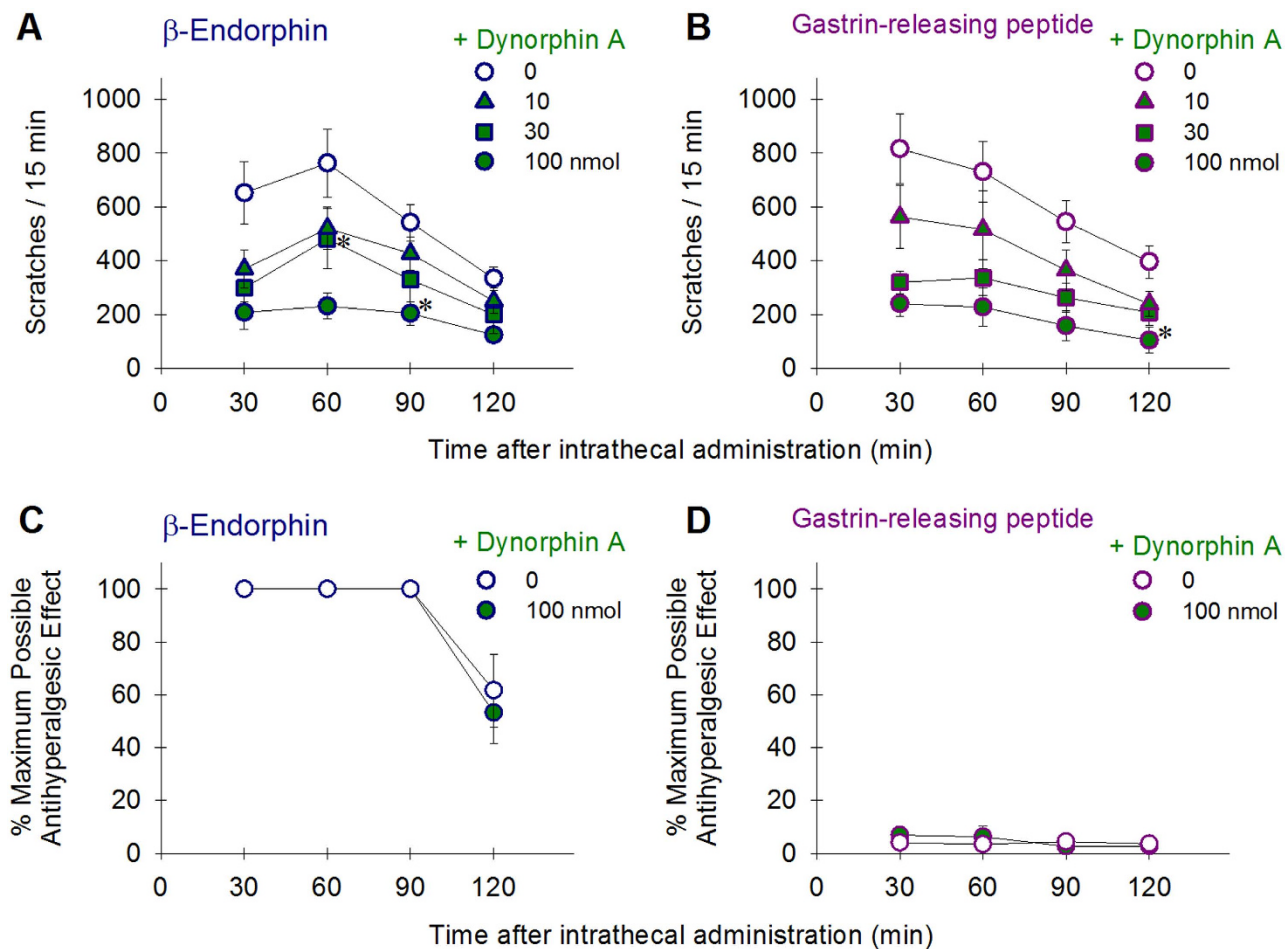 A
β-Endorphin
+ Dynorphin A
0
10
30
100 nmol
Scratches / 15 min
1000
800
600
400
200
0
*
*
0 30 60 90 120
B
Gastrin-releasing peptide
+ Dynorphin A
0
10
30
100 nmol
Scratches / 15 min
1000
800
600
400
200
0
*
0 30 60 90 120
Time after intrathecal administration (min)
C
β-Endorphin
+ Dynorphin A
0
100 nmol
% Maximum Possible
Antihyperalgesic Effect
100
80
60
40
20
0
0 30 60 90 120
D
Gastrin-releasing peptide
+ Dynorphin A
0
100 nmol
% Maximum Possible
Antihyperalgesic Effect
100
80
60
40
20
0
0 30 60 90 120
Time after intrathecal administration (min)